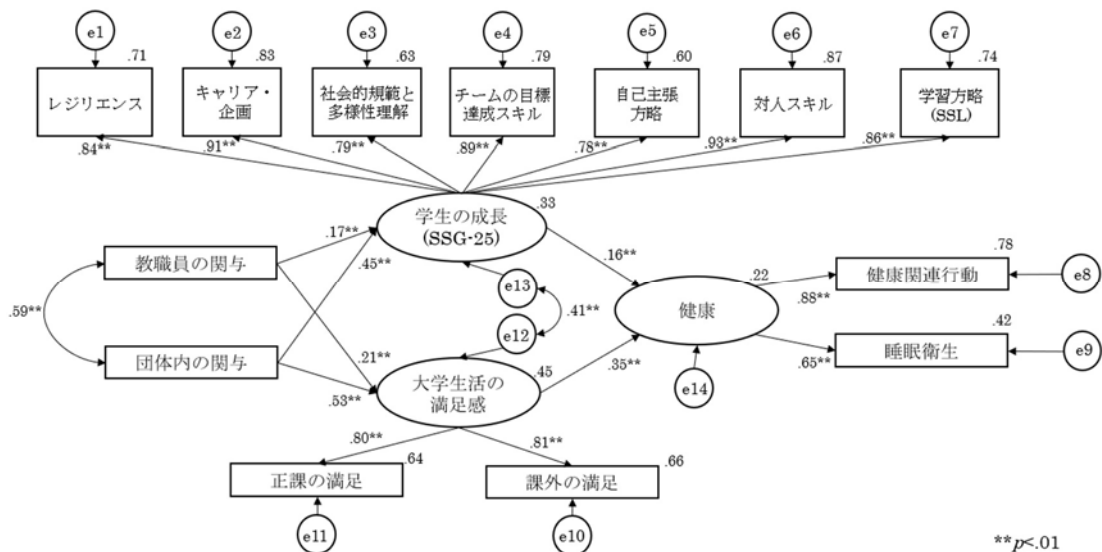 e1
e2
e3
e4
e5
e6
e7
.71
.83
.63
.79
.60
.87
.74
レジリエンス
キャリア・
企画
社会的規範と
多様性理解
チームの目標
達成スキル
自己主張
方略
対人スキル
学習方略
(SSL)
.84**
.91**
.79**
.89**
.78**
.93**
.86**
学生の成長
(SSG-25)
.33
.17**
.45**
教職員の関与
.59**
団体内の関与
.21**
.53**
e13
.41**
e12
.16**
.35**
健康
.22
e14
.88**
.65**
.78
健康関連行動
e8
.42
睡眠衛生
e9
大学生活の
満足感
.45
.80**
.81**
.64
正課の満足
.66
課外の満足
e11
e10
**p<.01